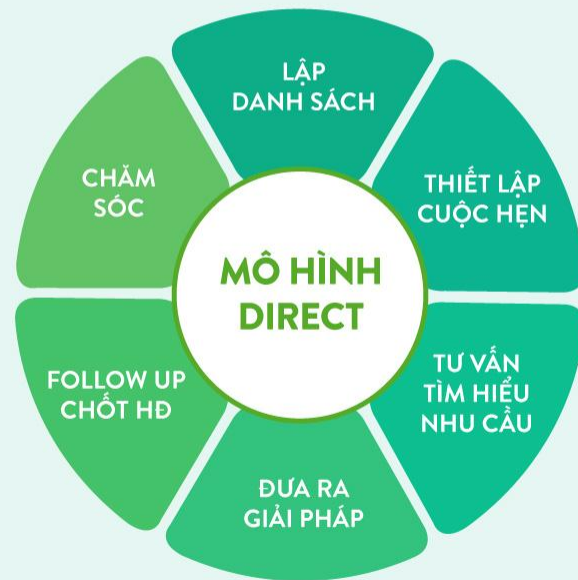 LẬP
DANH SÁCH
THIẾT LẬP
CUỘC HẸN
TƯ VẤN
TÌM HIỂU
NHU CẦU
ĐƯA RA
GIẢI PHÁP
FOLLOW UP
CHỐT HĐ
CHĂM
SÓC
MÔ HÌNH
DIRECT